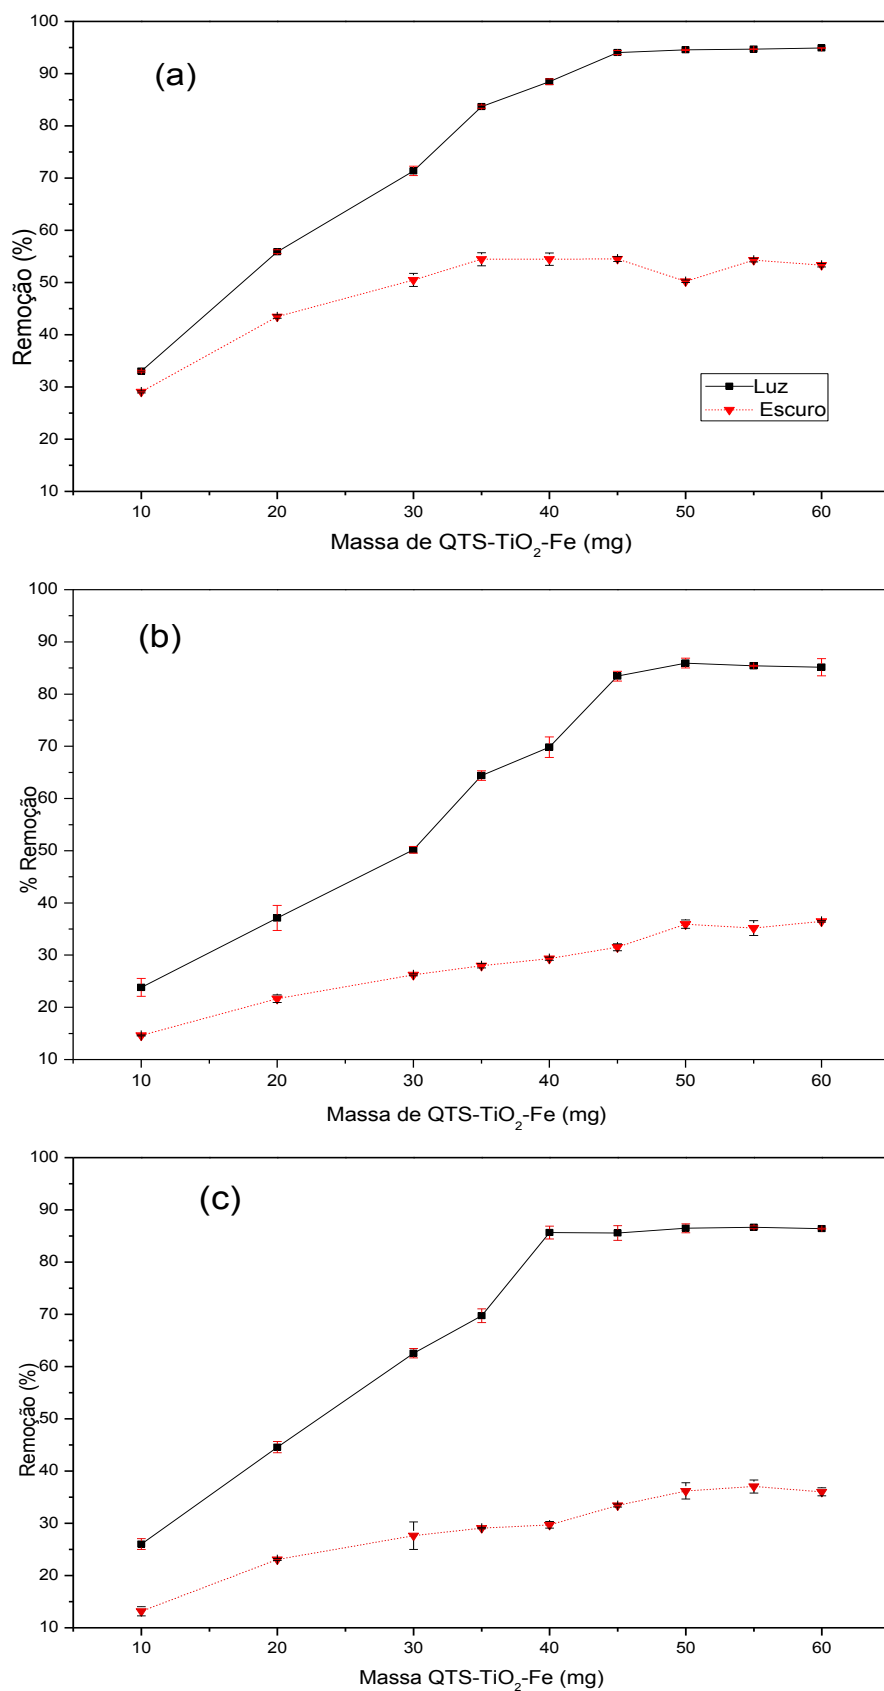 100
90
80
70
60
50
40
30
20
10
Remoção (%)
(a)
Luz
Escuro
10 20 30 40 50 60
Massa de QTS-TiO₂-Fe (mg)
100
90
80
70
60
50
40
30
20
10
% Remoção
(b)
10 20 30 40 50 60
Massa de QTS-TiO₂-Fe (mg)
100
90
80
70
60
50
40
30
20
10
Remoção (%)
(c)
10 20 30 40 50 60
Massa QTS-TiO₂-Fe (mg)